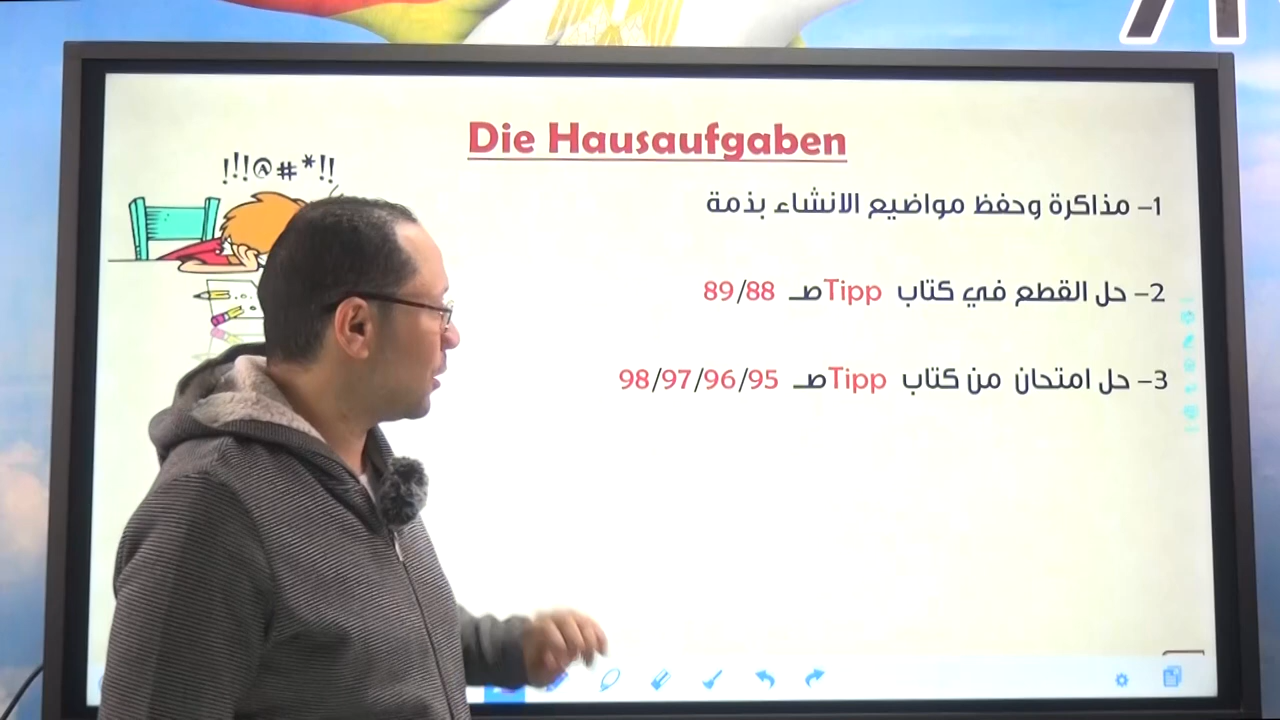 Die Hausaufgaben
!!!@#*!!
1– مذاكرة وحفظ مواضيع الانشاء بذمة
2– حل القطع في كتاب Tipp صـ 88/89
3– حل امتحان من كتاب Tipp صـ 95/96/97/98